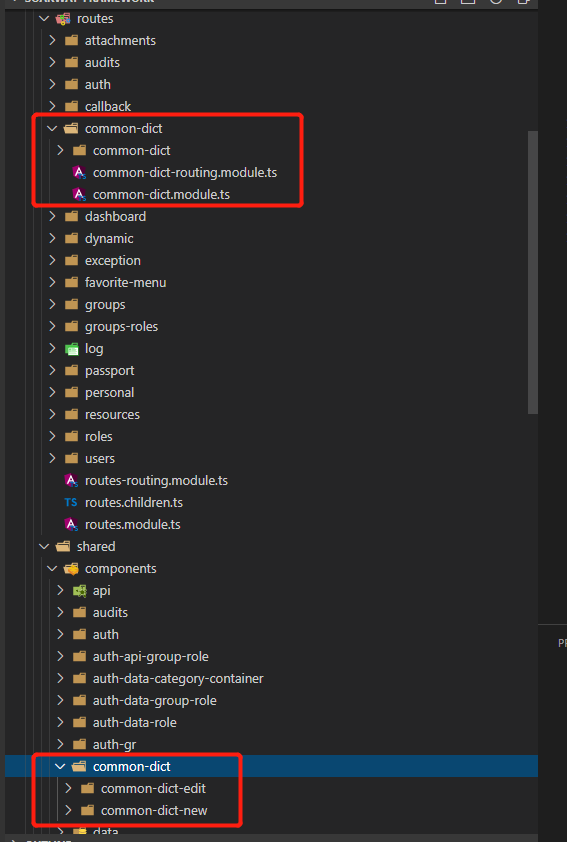 routes
attachments
audits
auth
callback
common-dict
common-dict
common-dict-routing.module.ts
common-dict.module.ts
dashboard
dynamic
exception
favorite-menu
groups
groups-roles
log
passport
personal
resources
roles
users
routes-routing.module.ts
TS routes.children.ts
routes.module.ts
shared
components
api
audits
auth
auth-api-group-role
auth-data-category-container
auth-data-group-role
auth-data-role
auth-gr
common-dict
common-dict-edit
common-dict-new
data